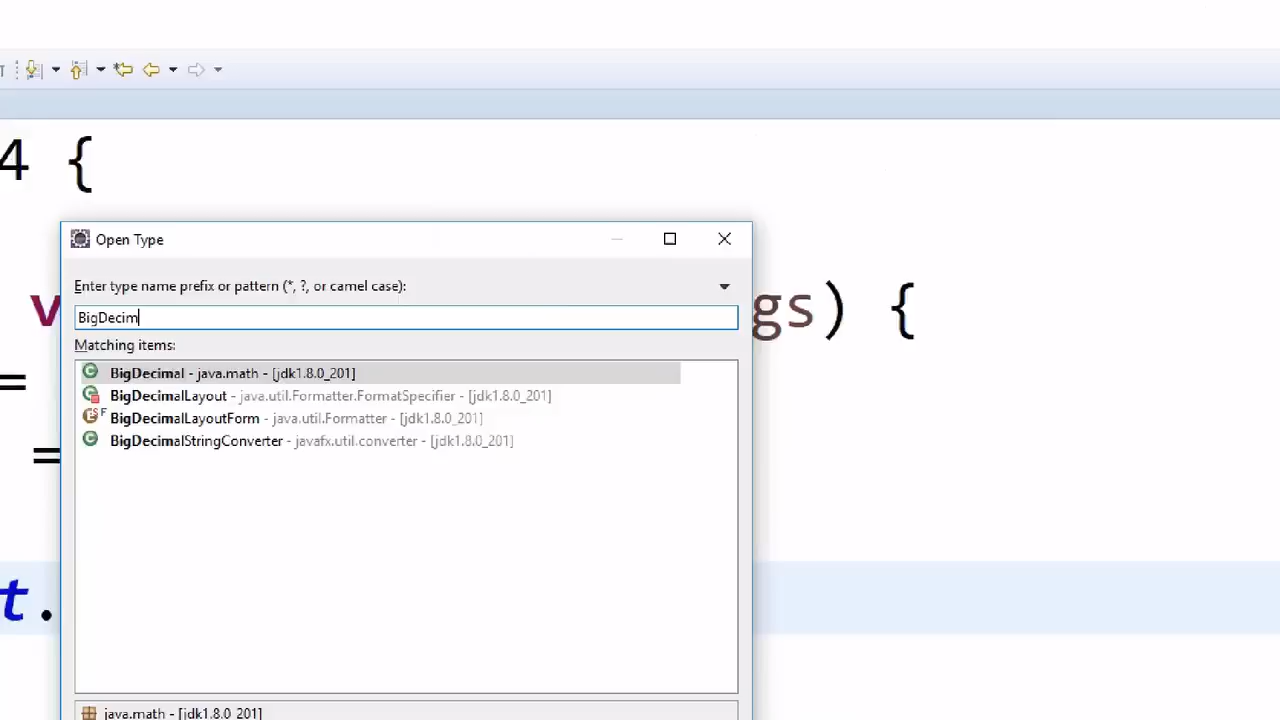 4 {
Open Type
Enter type name prefix or pattern (*, ?, or camel case):
v
BigDecim
gs) {
Matching items:
BigDecimal - java.math - [jdk1.8.0_201]
=
BigDecimalLayout - java.util.Formatter.FormatSpecifier - [jdk1.8.0_201]
BigDecimalLayoutForm - java.util.Formatter - [jdk1.8.0_201]
BigDecimalStringConverter - javafx.util.converter - [jdk1.8.0_201]
=
t.
java.math - [jdk1.8.0_201]